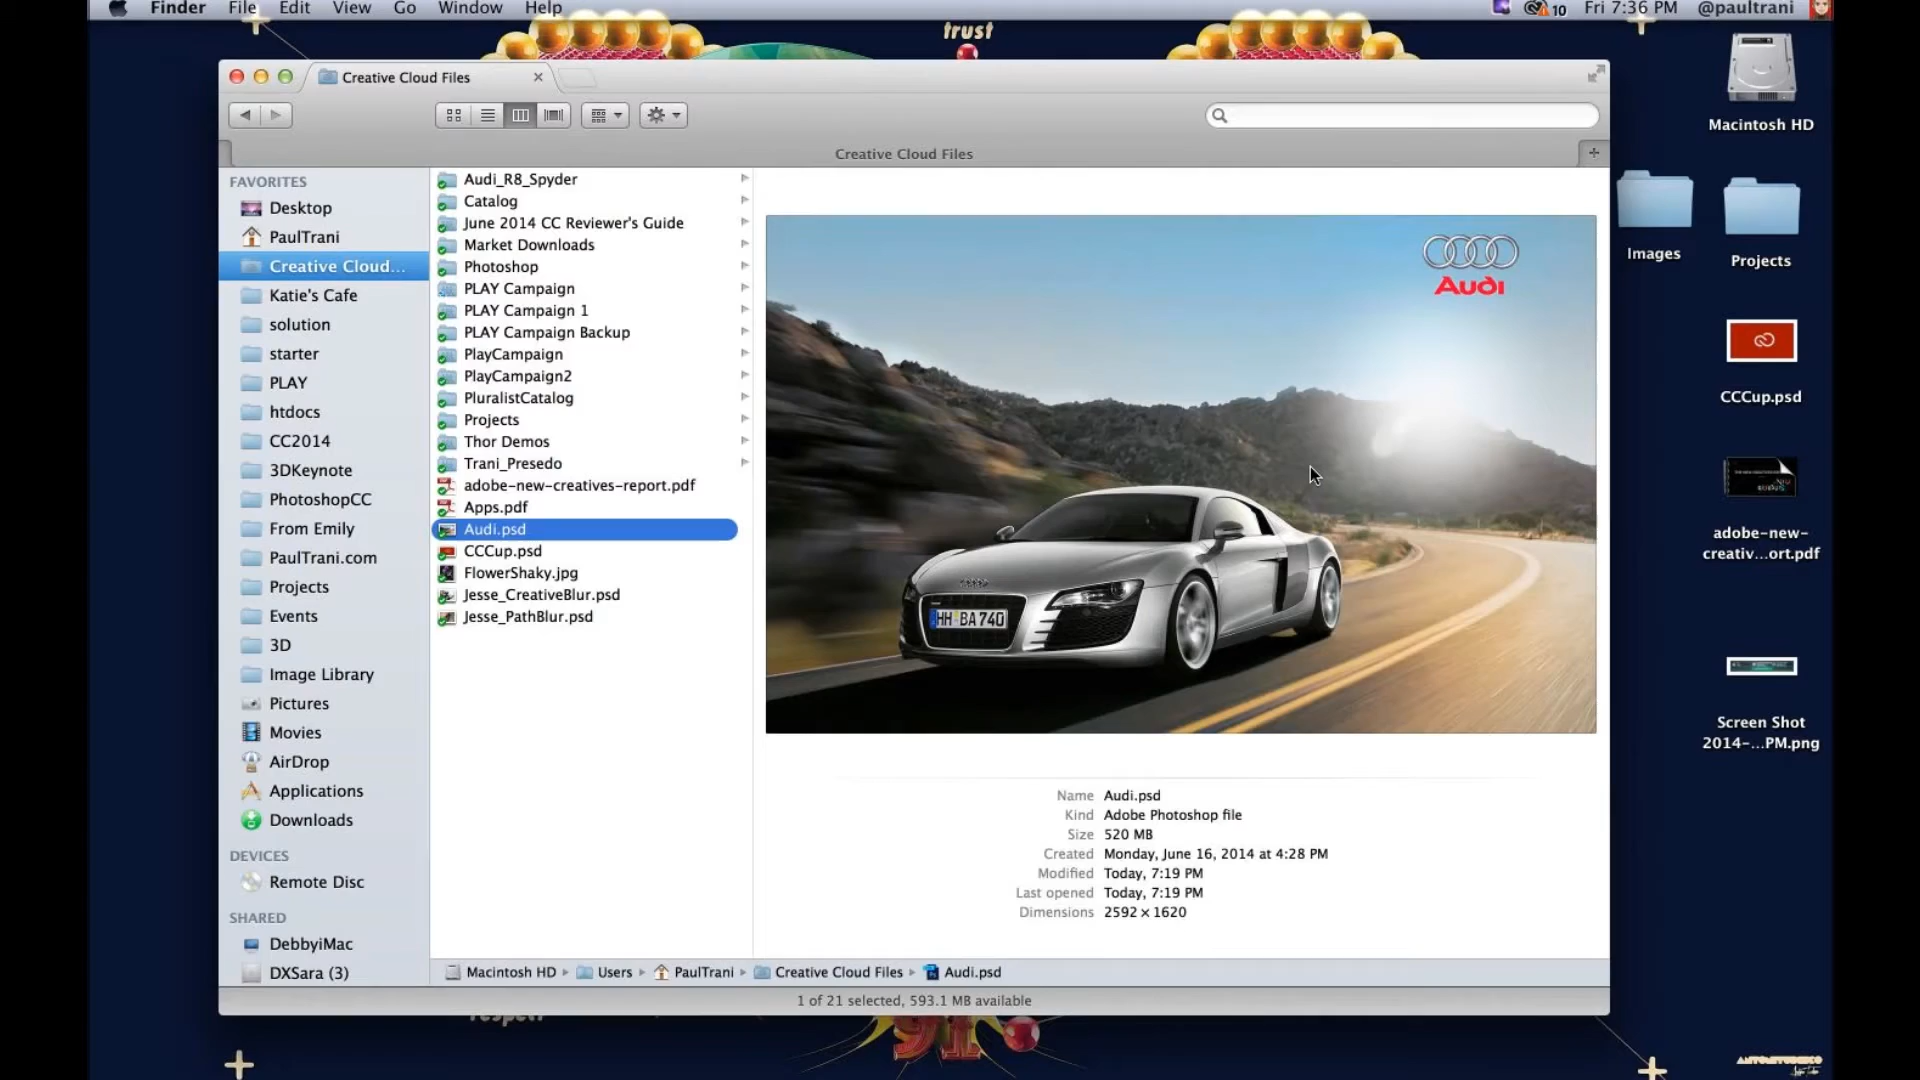 Finder File Edit View Go Window Help
10 Fri 7:36 PM @paultrani
trust
Creative Cloud Files
Creative Cloud Files
FAVORITES
Desktop
PaulTrani
Creative Cloud...
Katie's Cafe
solution
starter
PLAY
htdocs
CC2014
3DKeynote
PhotoshopCC
From Emily
PaulTrani.com
Projects
Events
3D
Image Library
Pictures
Movies
AirDrop
Applications
Downloads
DEVICES
Remote Disc
SHARED
DebbyiMac
DXSara (3)
Audi_R8_Spyder
Catalog
June 2014 CC Reviewer's Guide
Market Downloads
Photoshop
PLAY Campaign
PLAY Campaign 1
PLAY Campaign Backup
PlayCampaign
PlayCampaign2
PluralistCatalog
Projects
Thor Demos
Trani_Presedo
adobe-new-creatives-report.pdf
Apps.pdf
Audi.psd
CCCup.psd
FlowerShaky.jpg
Jesse_CreativeBlur.psd
Jesse_PathBlur.psd
Audi
HH BA 740
Name Audi.psd
Kind Adobe Photoshop file
Size 520 MB
Created Monday, June 16, 2014 at 4:28 PM
Modified Today, 7:19 PM
Last opened Today, 7:19 PM
Dimensions 2592 × 1620
Macintosh HD Users PaulTrani Creative Cloud Files Audi.psd
1 of 21 selected, 593.1 MB available
Macintosh HD
Images
Projects
CCCup.psd
adobe-new-
creativ...ort.pdf
Screen Shot
2014-...PM.png